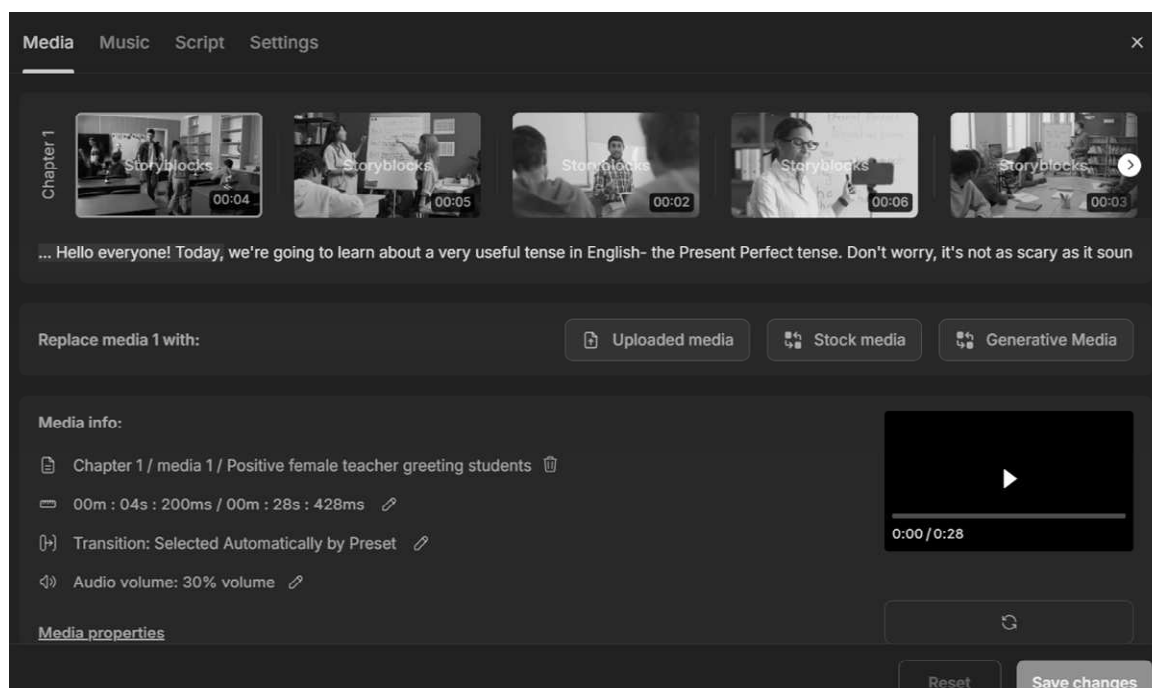 Media Music Script Settings
Chapter 1
Storyblocks 00:04
Storyblocks 00:05
Storyblocks 00:02
Storyblocks 00:06
Storyblocks 00:03
... Hello everyone! Today, we're going to learn about a very useful tense in English- the Present Perfect tense. Don't worry, it's not as scary as it soun
Replace media 1 with:
Uploaded media
Stock media
Generative Media
Media info:
Chapter 1 / media 1 / Positive female teacher greeting students
00m : 04s : 200ms / 00m : 28s : 428ms
Transition: Selected Automatically by Preset
Audio volume: 30% volume
0:00 / 0:28
Media properties
Reset
Save changes